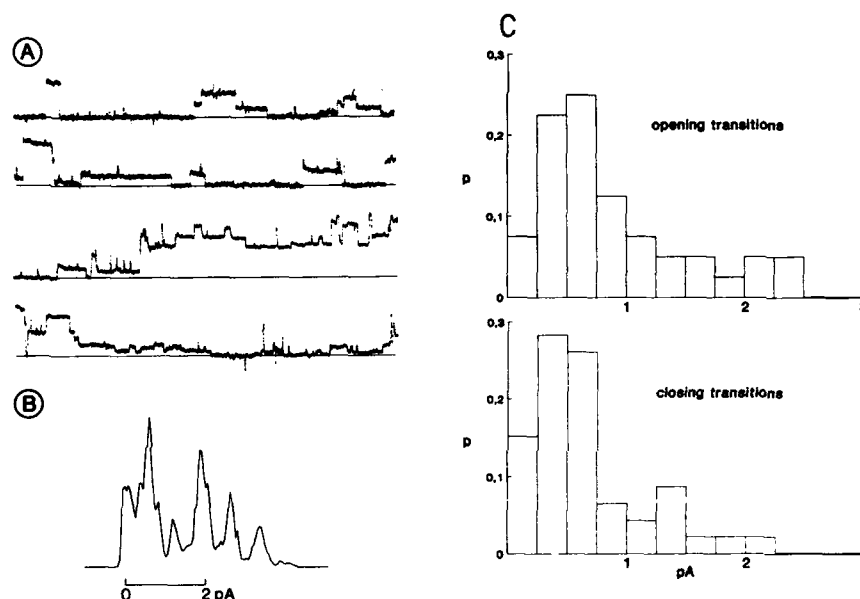 A
B
0 2 pA
C
0,3
0,2
opening transitions
p
0,1
0
1 2
0,3
0,2
closing transitions
p
0,1
0
1 2
pA